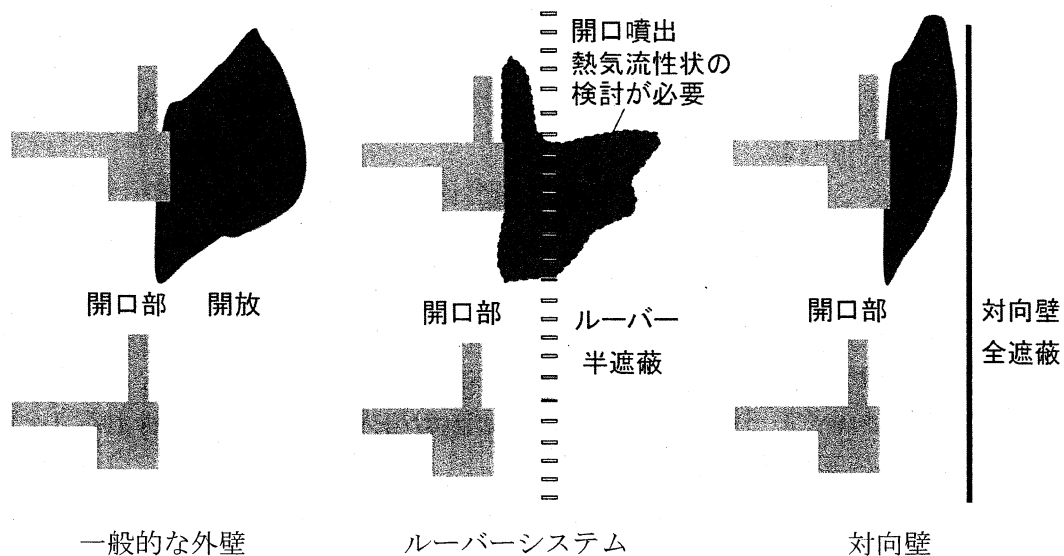 開口噴出
熱気流性状の
検討が必要
開口部
開放
開口部
ルーバー
半遮蔽
開口部
対向壁
全遮蔽
一般的な外壁
ルーバーシステム
対向壁